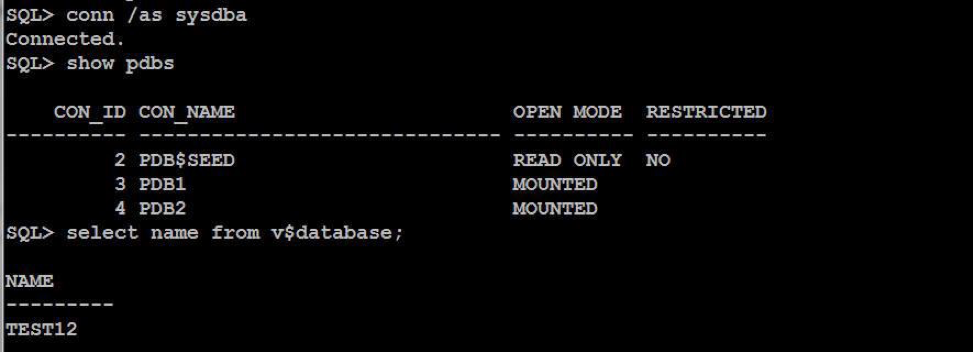 SQL> conn /as sysdba
Connected.
SQL> show pdbs
    CON_ID CON_NAME                       OPEN MODE  RESTRICTED
---------- ------------------------------ ---------- ----------
         2 PDB$SEED                       READ ONLY  NO
         3 PDB1                           MOUNTED
         4 PDB2                           MOUNTED
SQL> select name from v$database;
NAME
---------
TEST12